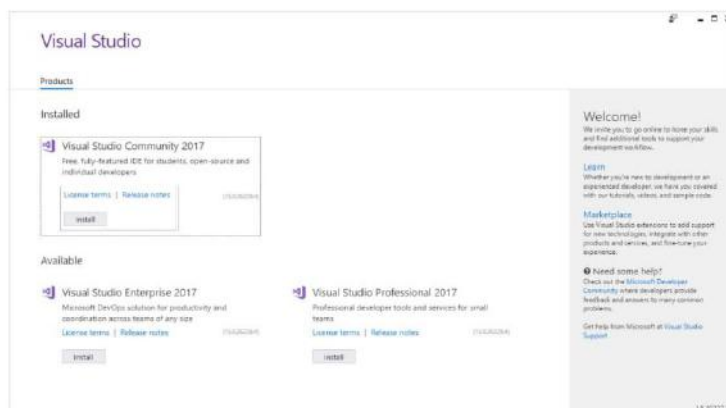 Visual Studio
Products
Installed
Visual Studio Community 2017
Free, fully-featured IDE for students, open-source and
individual developers
License terms | Release notes
Install
Available
Visual Studio Enterprise 2017
Microsoft DevOps solution for productivity and
coordination across teams of any size
License terms | Release notes
Install
Visual Studio Professional 2017
Professional developer tools and services for small
teams
License terms | Release notes
Install
Welcome!
We invite you to go online to hone your skills
and find additional tools to support your
development workflow.
Learn
Whether you're new to development or an
experienced developer, we have you covered
with our tutorials, videos, and sample code.
Marketplace
Use Visual Studio extensions to add support
for new technologies, integrate with other
products and services, and fine-tune your
experience.
Need some help?
Check out the Microsoft Developer
Community where developers provide
feedback and answers to many common
problems.
Get help from Microsoft at Visual Studio
Support